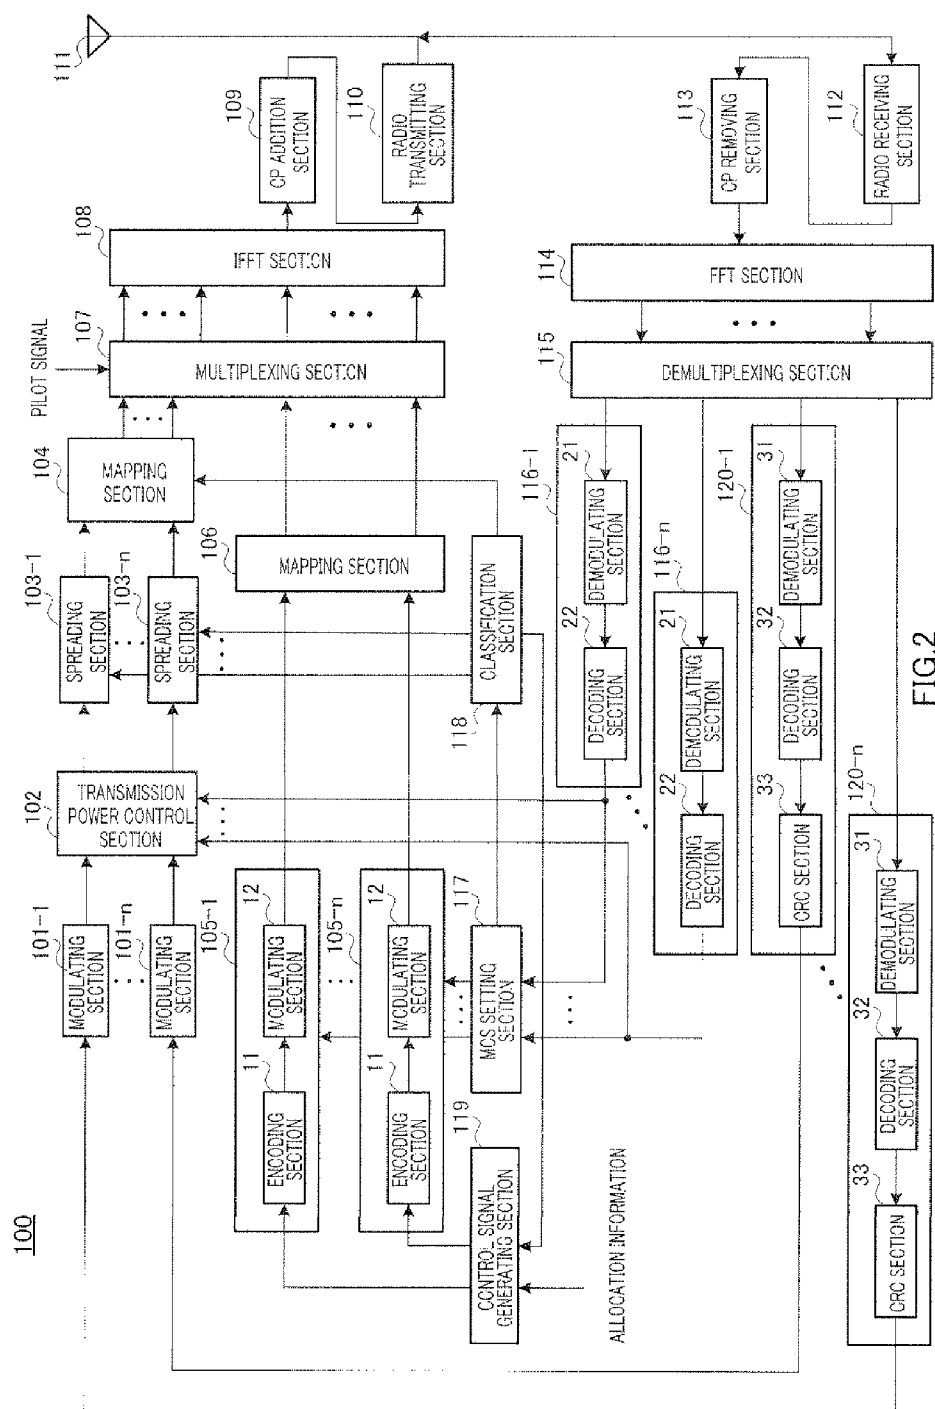 100
101-1
MODULATING
SECTION
101-n
MODULATING
SECTION
102
TRANSMISSION
POWER CONTROL
SECTION
103-1
SPREADING
SECTION
103-n
SPREADING
SECTION
104
MAPPING
SECTION
PILOT SIGNAL
107
MULTIPLEXING SECTION
108
IFFT SECTION
109
CP ADDITION
SECTION
110
RADIO
TRANSMITTING
SECTION
111
105-1
11
ENCODING
SECTION
12
MODULATING
SECTION
105-n
11
ENCODING
SECTION
12
MODULATING
SECTION
106
MAPPING SECTION
119
CONTROL SIGNAL
GENERATING SECTION
117
MCS SETTING
SECTION
118
CLASSIFICATION
SECTION
ALLOCATION INFORMATION
116-1
21
DEMODULATING
SECTION
22
DECODING
SECTION
116-n
21
DEMODULATING
SECTION
22
DECODING
SECTION
120-1
31
DEMODULATING
SECTION
32
DECODING
SECTION
33
CRC SECTION
120-n
31
DEMODULATING
SECTION
32
DECODING
SECTION
33
CRC SECTION
115
DEMULTIPLEXING SECTION
114
FFT SECTION
113
CP REMOVING
SECTION
112
RADIO RECEIVING
SECTION
FIG.2